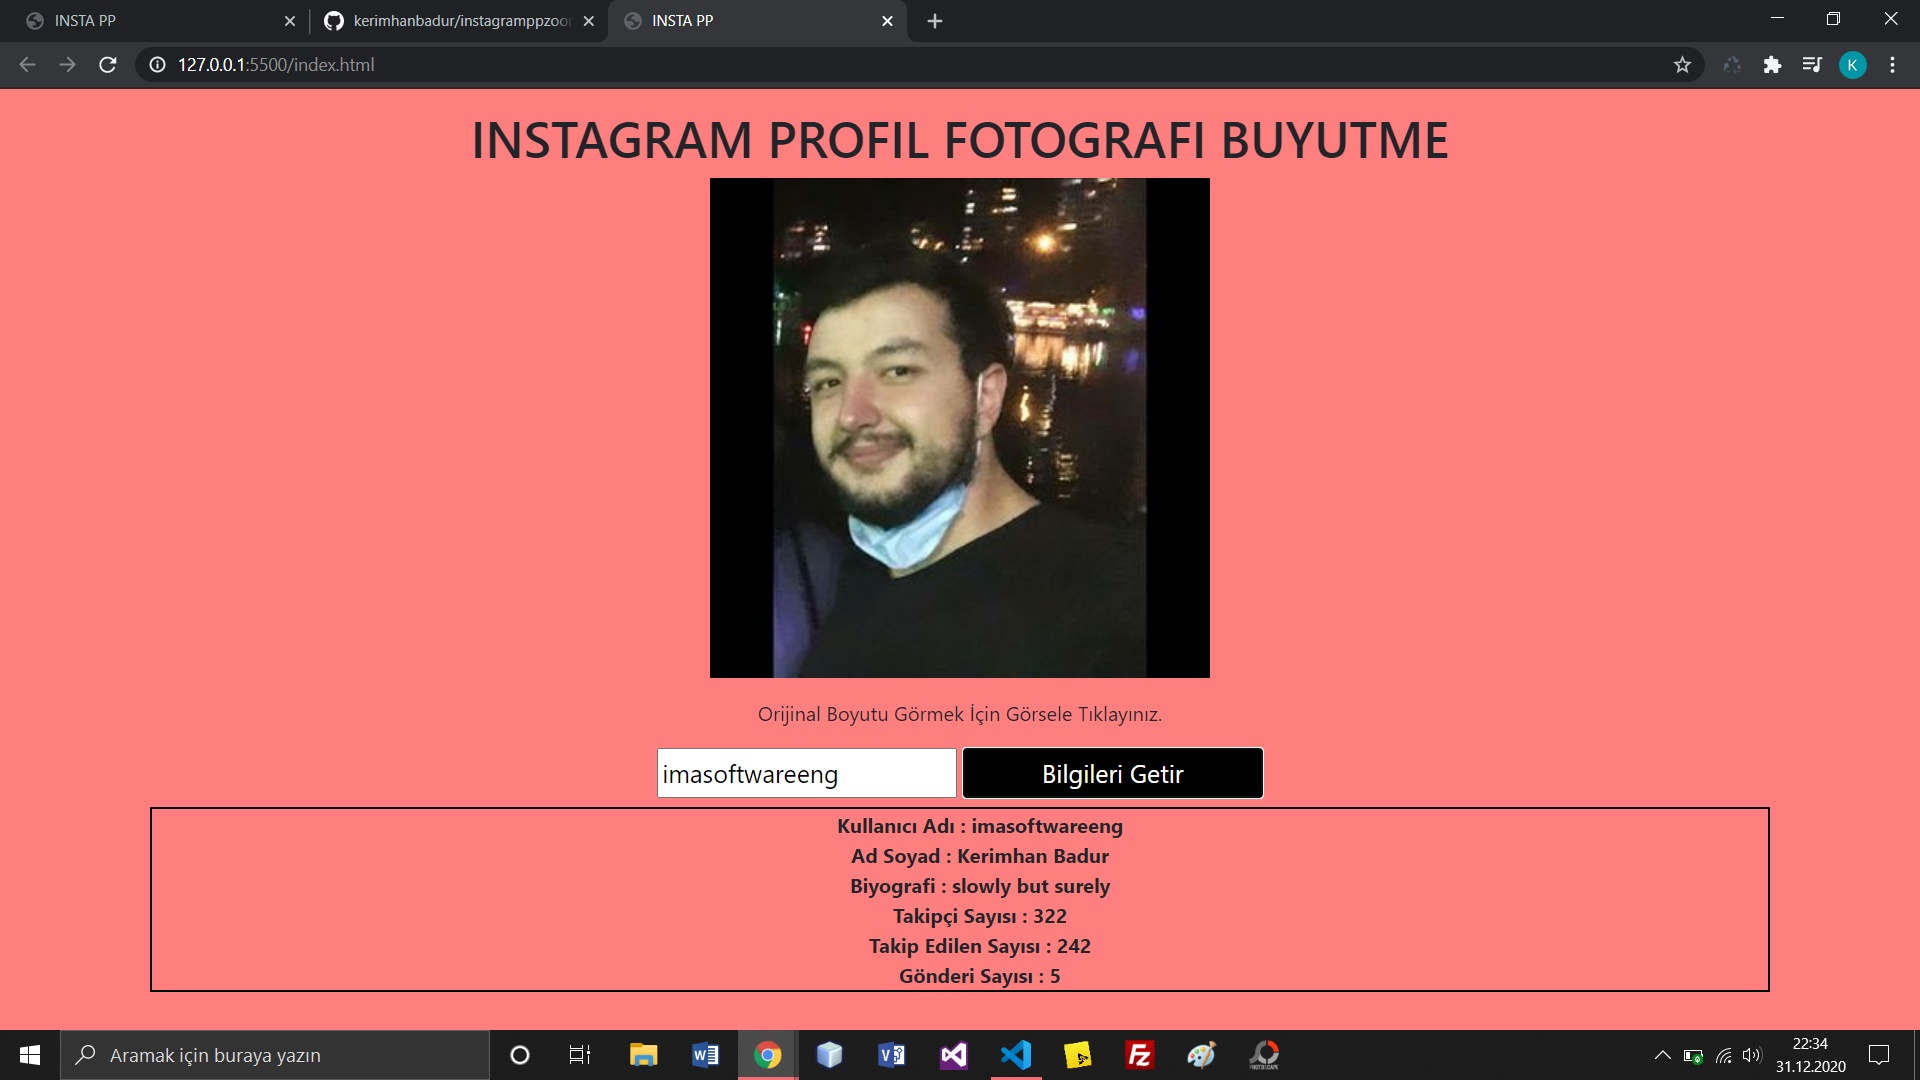 INSTA PP
kerimhanbadur/instagramppzoor
INSTA PP
127.0.0.1:5500/index.html
K
INSTAGRAM PROFIL FOTOGRAFI BUYUTME
Orijinal Boyutu Görmek İçin Görsele Tıklayınız.
imasoftwareeng
Bilgileri Getir
Kullanıcı Adı : imasoftwareeng
Ad Soyad : Kerimhan Badur
Biyografi : slowly but surely
Takipçi Sayısı : 322
Takip Edilen Sayısı : 242
Gönderi Sayısı : 5
Aramak için buraya yazın
22:34
31.12.2020